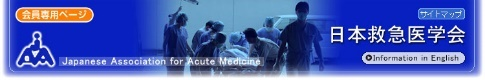 会員専用ページ
サイトマップ
日本救急医学会
Information in English
Japanese Association for Acute Medicine